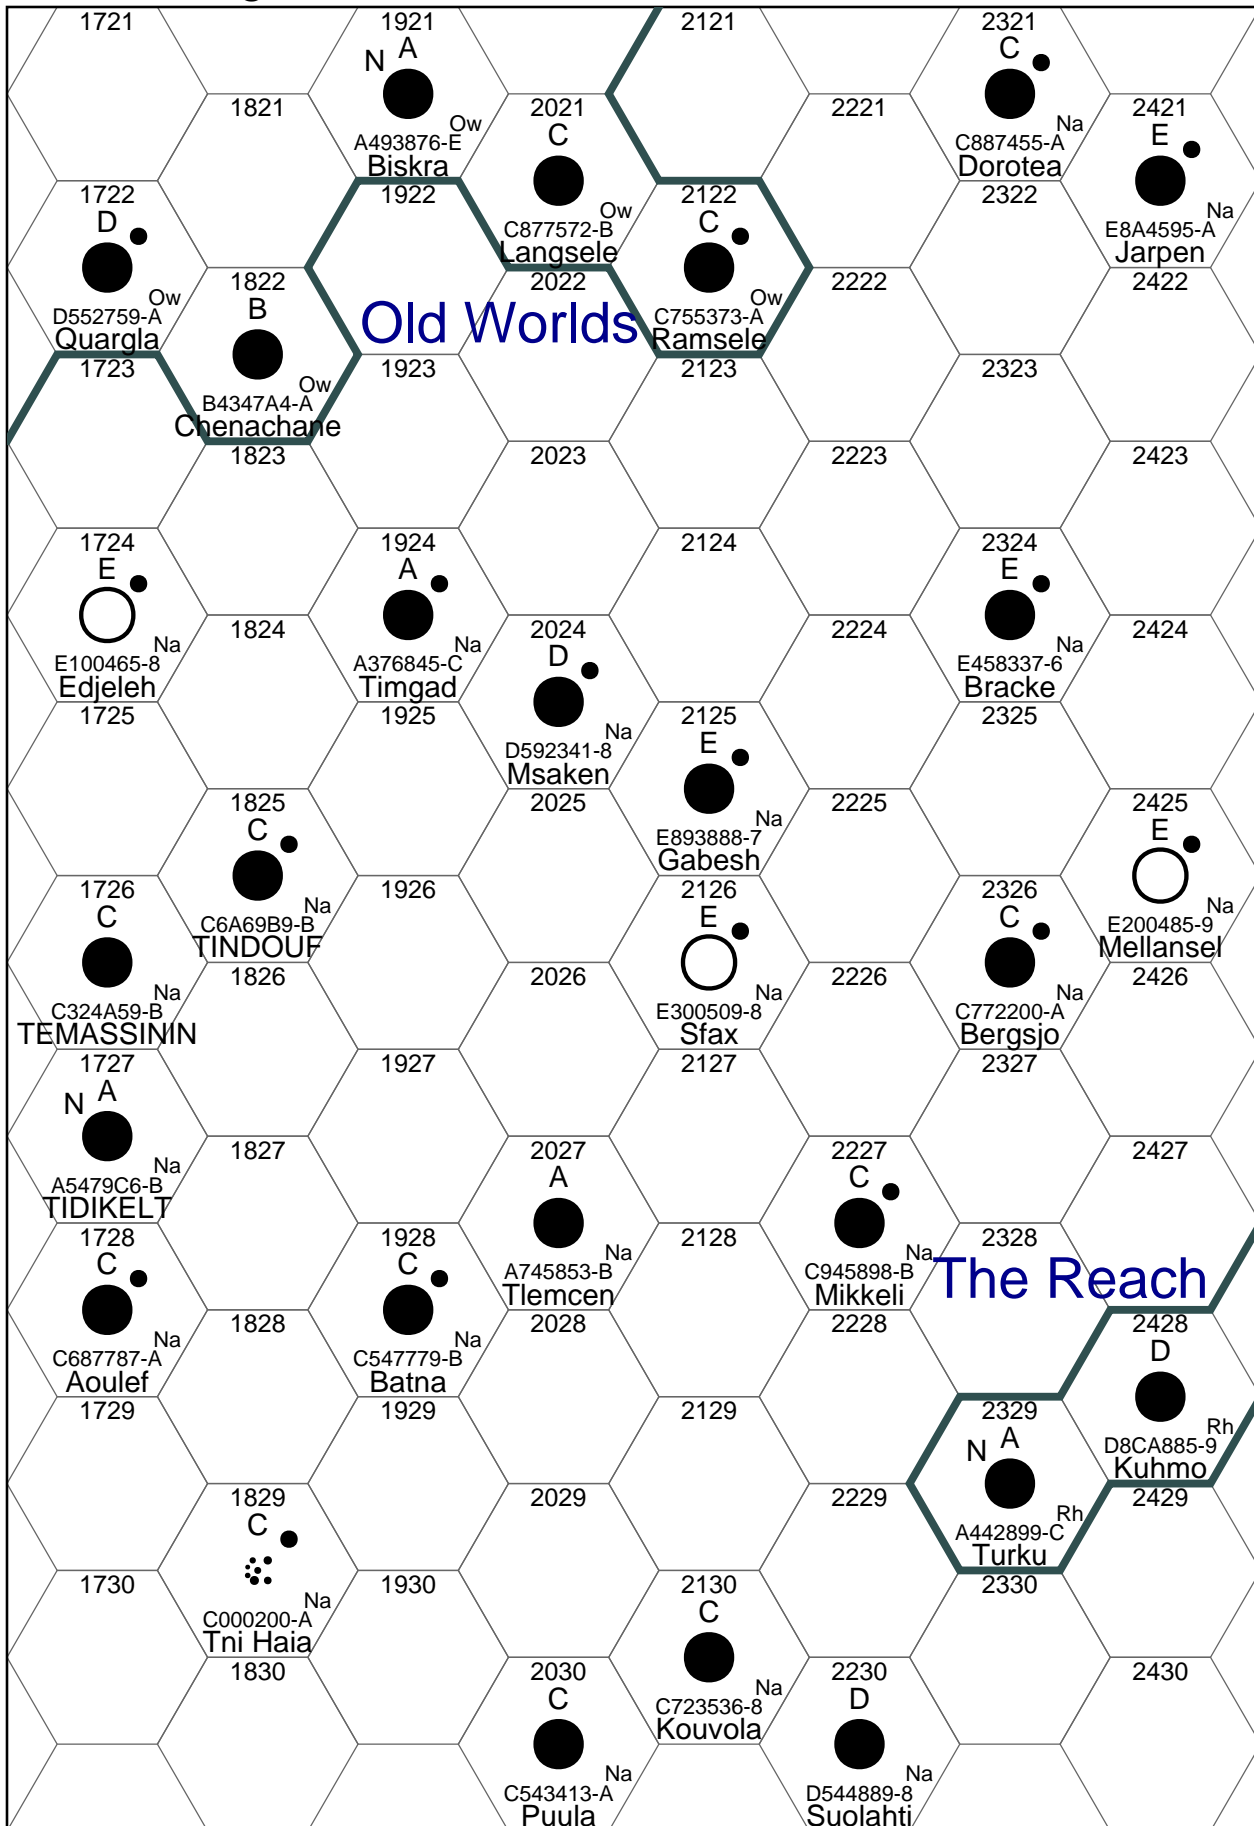 1721
1921
2121
2321
A
N
C
1821
2021
2221
2421
Ow
Na
A493876-E
C
C887455-A
E
Biskra
Dorotea
1722
1922
2122
2322
D
Ow
C
Na
C877572-B
E8A4595-A
Langsele
Jarpen
1822
2022
2222
2422
Ow
B
Ow
D552759-A
Old Worlds
C755373-A
Quargla
Ramsele
1723
1923
2123
2323
Ow
B4347A4-A
Chenachane
1823
2023
2223
2423
1724
1924
2124
2324
E
A
E
1824
2024
2224
2424
Na
Na
Na
E100465-8
A376845-C
D
E458337-6
Edjeleh
Timgad
Bracke
1725
1925
2125
2325
Na
E
D592341-8
Msaken
1825
2025
2225
2425
C
Na
E
E893888-7
Gabesh
1726
1926
2126
2326
C
Na
E
C
Na
C6A69B9-B
E200485-9
TINDOUF
Mellansel
1826
2026
2226
2426
Na
Na
Na
C324A59-B
E300509-8
C772200-A
TEMASSININ
Sfax
Bergsjo
1727
1927
2127
2327
A
N
1827
2027
2227
2427
Na
A
C
A5479C6-B
TIDIKELT
1728
1928
2128
2328
C
C
Na
Na
A745853-B
C945898-B
The Reach
Tlemcen
Mikkeli
1828
2028
2228
2428
Na
Na
D
C687787-A
C547779-B
Aoulef
Batna
1729
1929
2129
2329
Rh
A
N
D8CA885-9
Kuhmo
1829
2029
2229
2429
C
Rh
A442899-C
Turku
1730
1930
2130
2330
Na
C
C000200-A
Tni Haia
1830
2030
2230
2430
C
Na
D
C723536-8
Kouvola
Na
Na
C543413-A
D544889-8
Puula
Suolahti